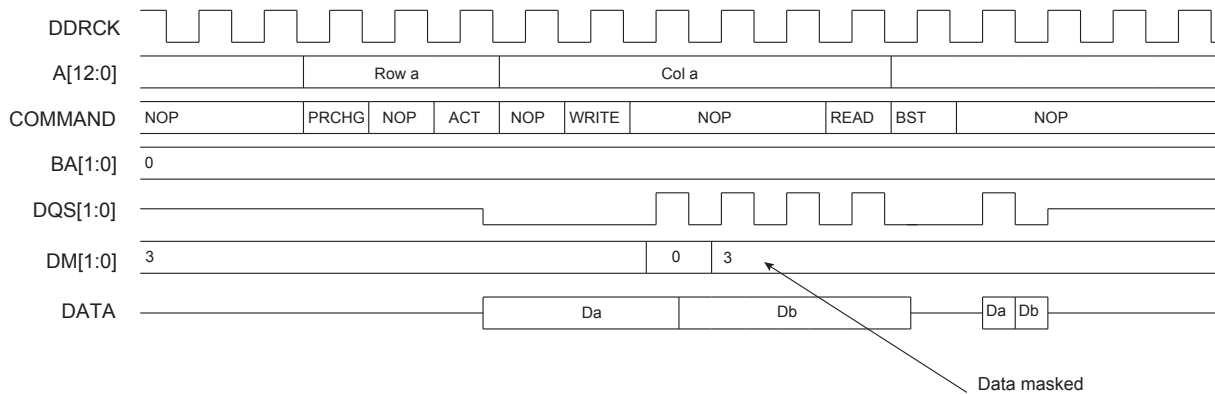 DDRCK
A[12:0] Row a Col a
COMMAND NOP PRCHG NOP ACT NOP WRITE NOP READ BST NOP
BA[1:0] 0
DQS[1:0]
DM[1:0] 3 0 3
DATA Da Db Da Db
Data masked